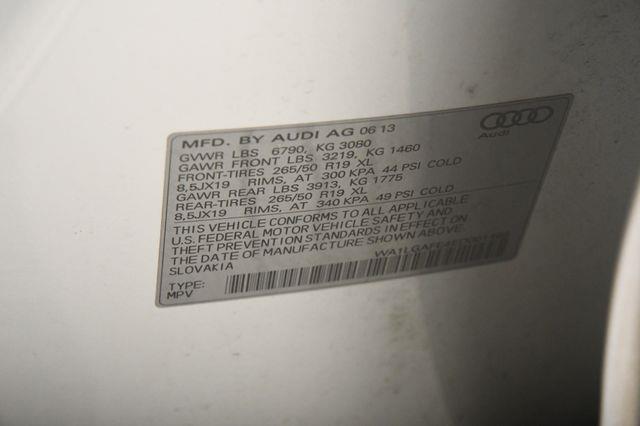 MFD. BY AUDI AG 06 13
GVWR LBS 6790, KG 3080
GAWR FRONT LBS 3219, KG 1460
FRONT-TIRES 265/50 R19 XL
8,5JX19 RIMS, AT 300 KPA 44 PSI COLD
GAWR REAR LBS 3913, KG 1775
REAR-TIRES 265/50 R19 XL
8,5JX19 RIMS, AT 340 KPA 49 PSI COLD
THIS VEHICLE CONFORMS TO ALL APPLICABLE
U.S. FEDERAL MOTOR VEHICLE SAFETY AND
THEFT PREVENTION STANDARDS IN EFFECT ON
THE DATE OF MANUFACTURE SHOWN ABOVE.
SLOVAKIA
TYPE:
MPV
Audi